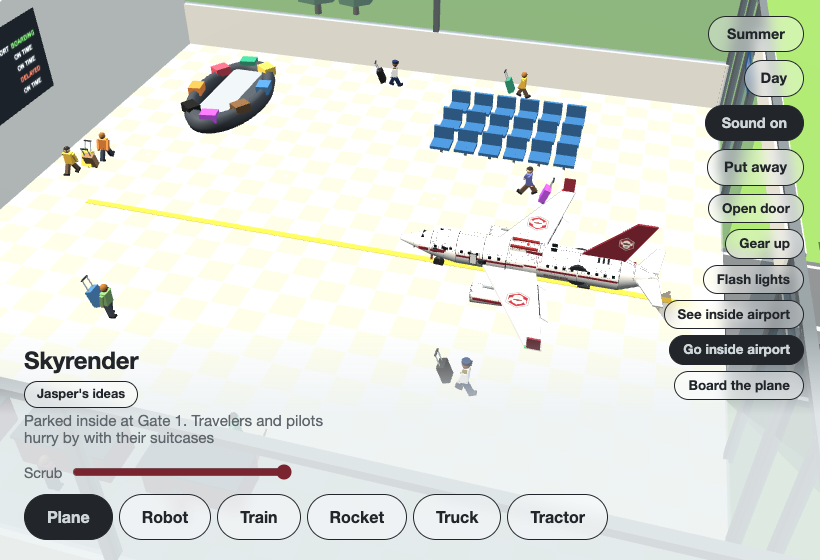 BOARDING
ON TIME
ON TIME
DELAYED
ON TIME
Summer
Day
Sound on
Put away
Open door
Gear up
Flash lights
See inside airport
Go inside airport
Board the plane
Skyrender
Jasper's ideas
Parked inside at Gate 1. Travelers and pilots
hurry by with their suitcases
Scrub
Plane
Robot
Train
Rocket
Truck
Tractor